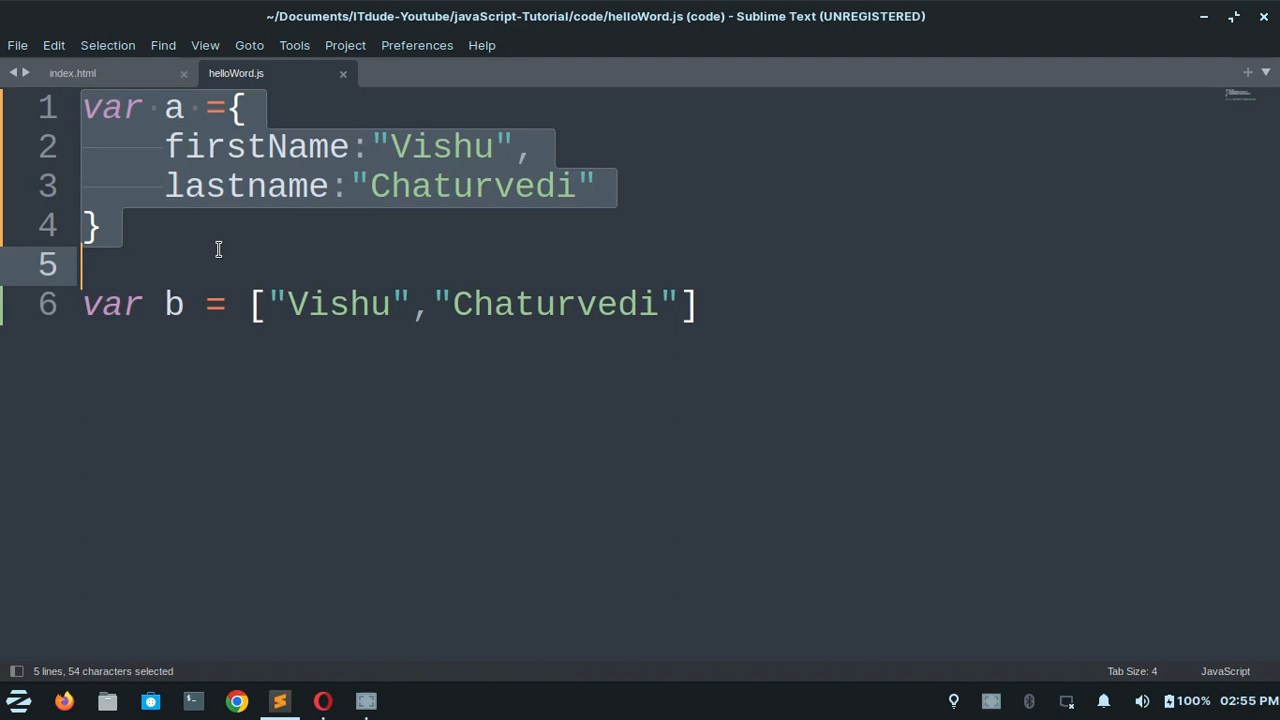 ~/Documents/ITdude-Youtube/javaScript-Tutorial/code/helloWord.js (code) - Sublime Text (UNREGISTERED)
File Edit Selection Find View Goto Tools Project Preferences Help
index.html helloWord.js
1 var a ={
2 firstName:"Vishu",
3 lastname:"Chaturvedi"
4 }
5
6 var b = ["Vishu","Chaturvedi"]
5 lines, 54 characters selected Tab Size: 4 JavaScript
100% 02:55 PM